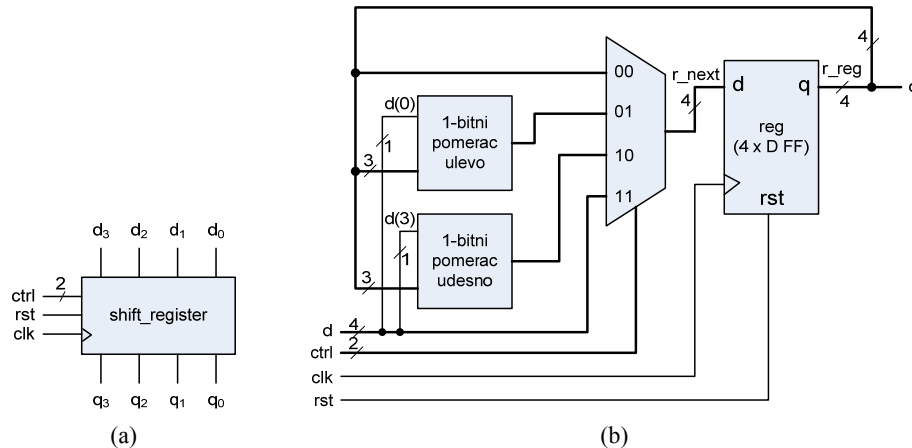 d₃ d₂ d₁ d₀
ctrl 2
rst
clk
shift_register
q₃ q₂ q₁ q₀
(a)
4
00
01
10
11
d(0)
1
3
1-bitni
pomerac
ulevo
d(3)
1
3
1-bitni
pomerac
udesno
r_next
4
d q
reg
(4 x D FF)
rst
r_reg
4
d 4
ctrl 2
clk
rst
(b)